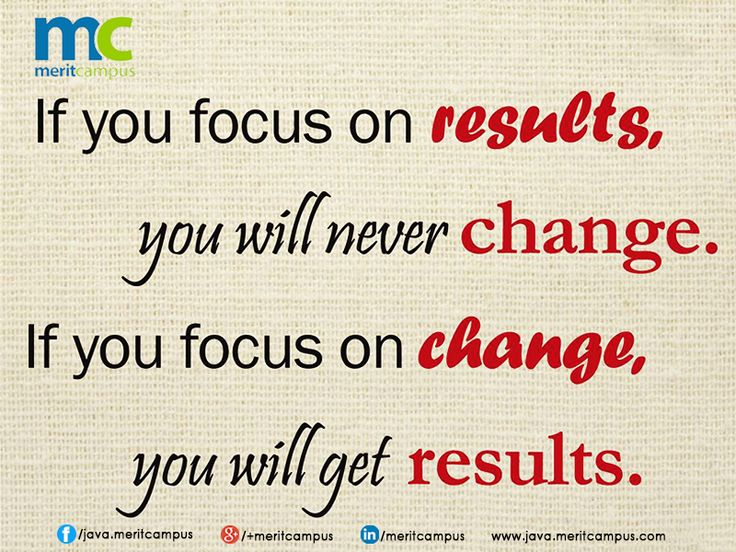 mc
meritcampus
If you focus on results,
you will never change.
If you focus on change,
you will get results.
f /java.meritcampus g+ /+meritcampus in /meritcampus www.java.meritcampus.com